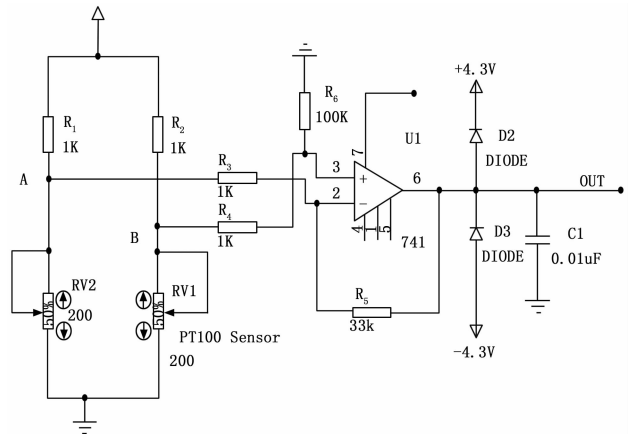 R1
1K
R2
1K
A
B
R3
1K
R4
1K
R6
100K
U1
7
3
+
2
−
6
4
1
5
741
+4.3V
D2
DIODE
OUT
D3
DIODE
C1
0.01uF
-4.3V
R5
33k
RV2
50%
200
RV1
50%
PT100 Sensor
200